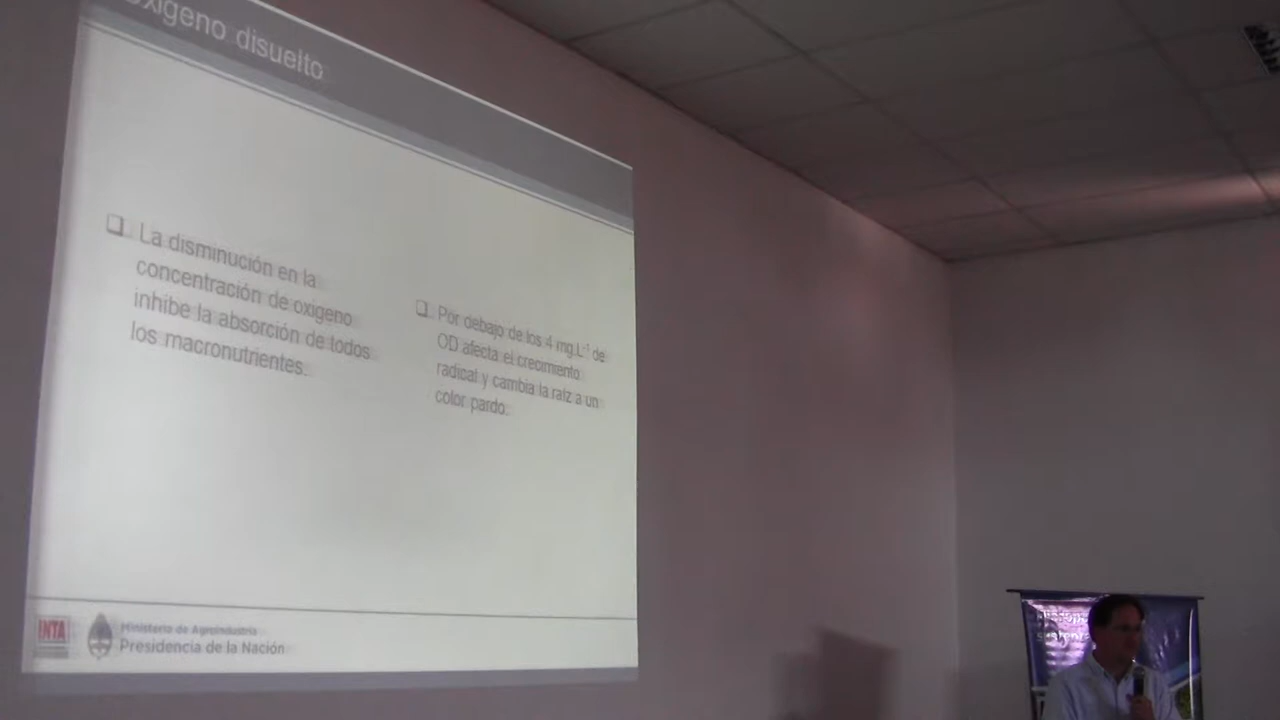 oxigeno disuelto
La disminución en la
concentración de oxigeno
inhibe la absorción de todos
los macronutrientes.
Por debajo de los 4 mg.L⁻¹ de
OD afecta el crecimiento
radical y cambia la raíz a un
color pardo.
INTA
Ministerio de Agroindustria
Presidencia de la Nación